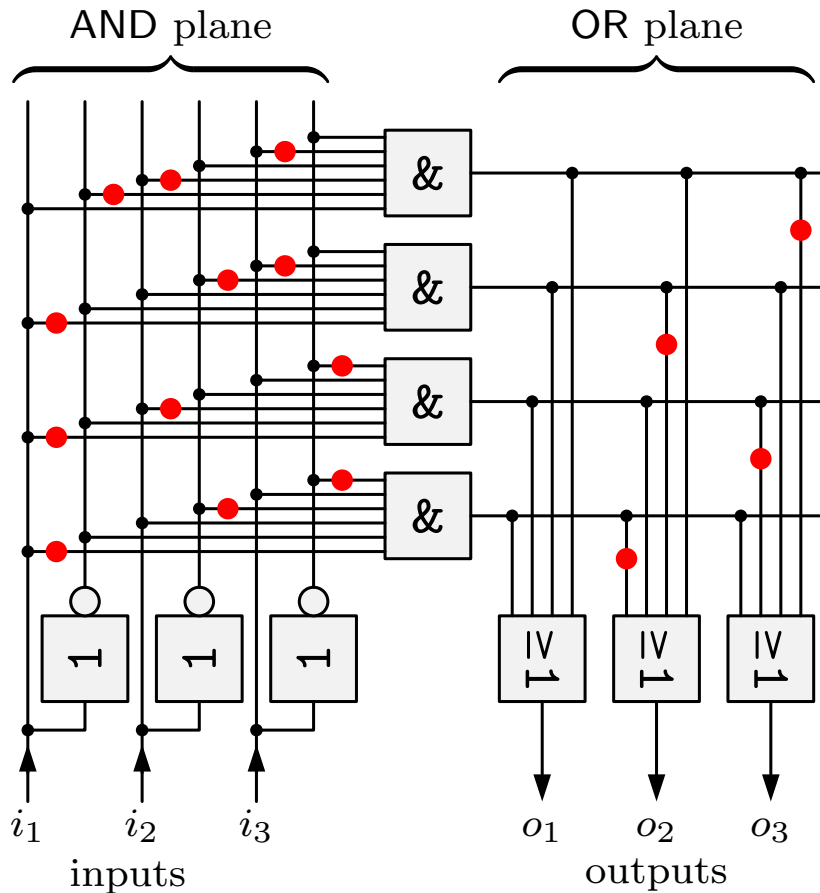 AND plane
OR plane
&
&
&
&
1
1
1
≥1
≥1
≥1
i1
i2
i3
o1
o2
o3
inputs
outputs